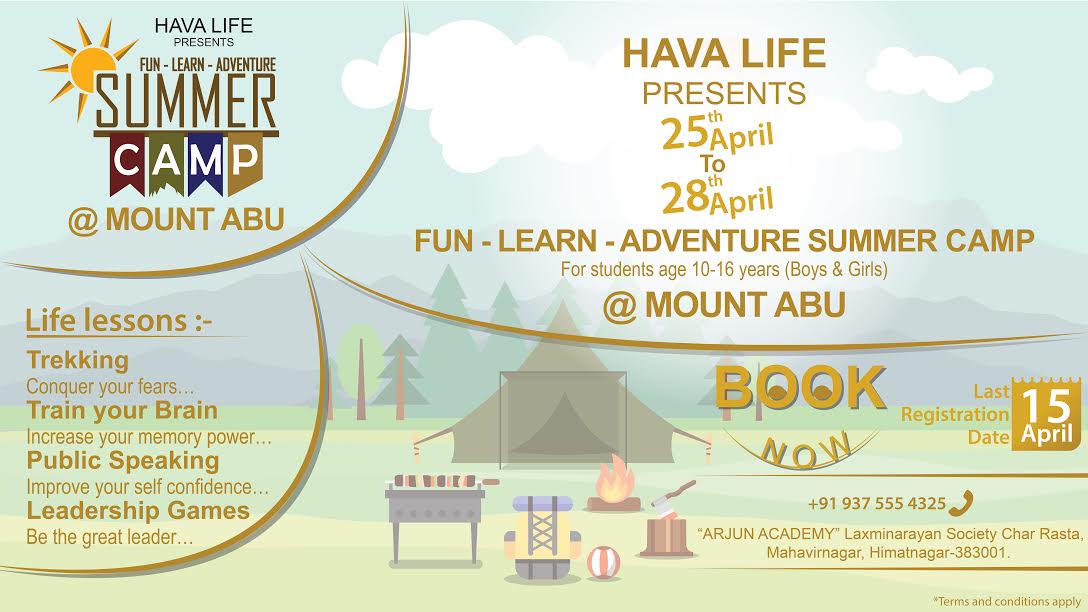 HAVA LIFE
PRESENTS
FUN - LEARN - ADVENTURE
SUMMER
CAMP
@ MOUNT ABU
HAVA LIFE
PRESENTS
25th April
To
28th April
FUN - LEARN - ADVENTURE SUMMER CAMP
For students age 10-16 years (Boys & Girls)
@ MOUNT ABU
Life lessons :-
Trekking
Conquer your fears...
Train your Brain
Increase your memory power...
Public Speaking
Improve your self confidence...
Leadership Games
Be the great leader...
BOOK
NOW
Last
Registration
Date
15
April
+91 937 555 4325
“ARJUN ACADEMY” Laxminarayan Society Char Rasta,
Mahavirnagar, Himatnagar-383001.
*Terms and conditions apply